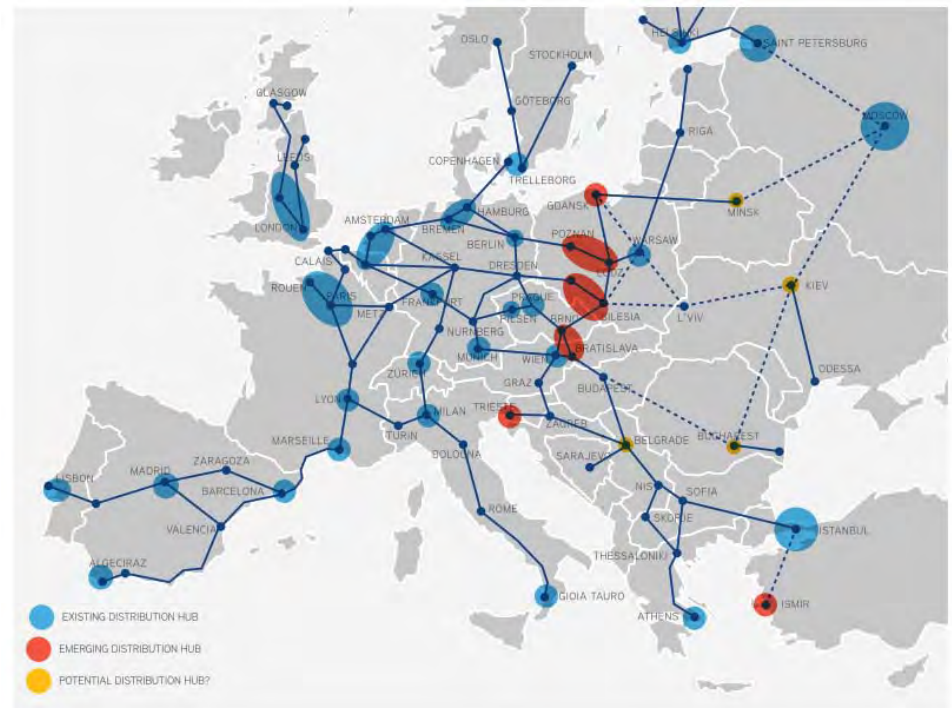 HELSINKI
SAINT PETERSBURG
OSLO
STOCKHOLM
GLASGOW
GÖTEBORG
MOSCOW
RIGA
LEEDS
COPENHAGEN
TRELLEBORG
GDANSK
MINSK
HAMBURG
LONDON
AMSTERDAM
BREMEN
POZNAN
WARSAW
BERLIN
CALAIS
KASSEL
DRESDEN
LODZ
ROUEN
PARIS
FRANKFURT
PRAGUE
KIEV
METZ
PILSEN
BRNO
SILESIA
L'VIV
NÜRNBERG
MUNICH
WIEN
BRATISLAVA
ZÜRICH
GRAZ
BUDAPEST
ODESSA
LYON
MILAN
TRIESTE
TURIN
ZAGREB
MARSEILLE
BELGRADE
BUCHAREST
BOLOGNA
SARAJEVO
ZARAGOZA
LISBON
MADRID
BARCELONA
NIS
SOFIA
ROME
SKOPJE
VALENCIA
ISTANBUL
THESSALONIKI
ALGECIRAZ
GIOIA TAURO
ISMIR
ATHENS
EXISTING DISTRIBUTION HUB
EMERGING DISTRIBUTION HUB
POTENTIAL DISTRIBUTION HUB?